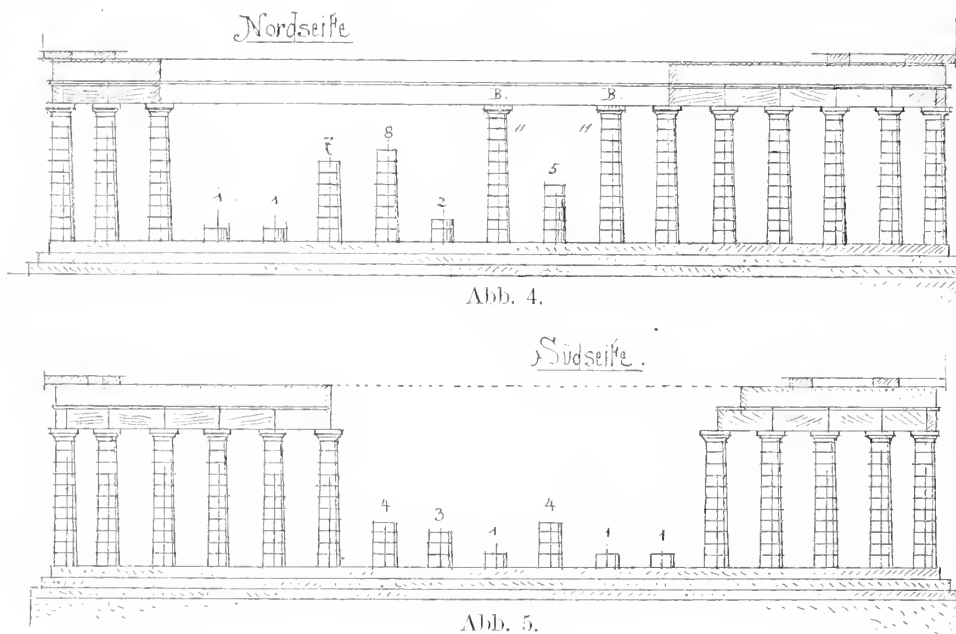 Nordseite
B. B.
8
7
5
1 1 2
Abb. 4.
Südseite.
4 3 1 4 1 1
Abb. 5.